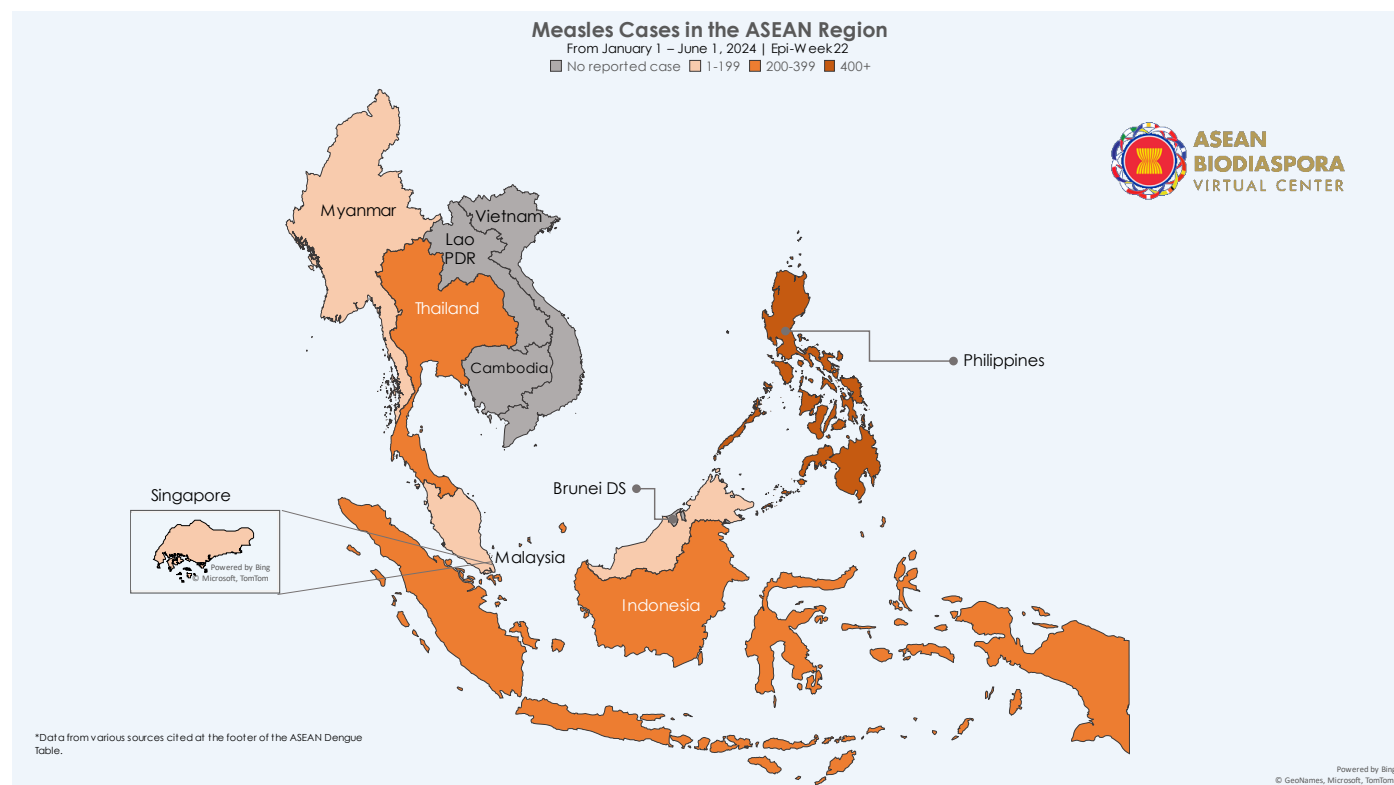 Measles Cases in the ASEAN Region
From January 1 – June 1, 2024 | Epi-Week 22
No reported case 1-199 200-399 400+
ASEAN
BIODIASPORA
VIRTUAL CENTER
Myanmar
Vietnam
Lao
PDR
Thailand
Cambodia
Philippines
Brunei DS
Singapore
Powered by Bing
© Microsoft, TomTom
Malaysia
Indonesia
*Data from various sources cited at the footer of the ASEAN Dengue
Table.
Powered by Bing
© GeoNames, Microsoft, TomTom